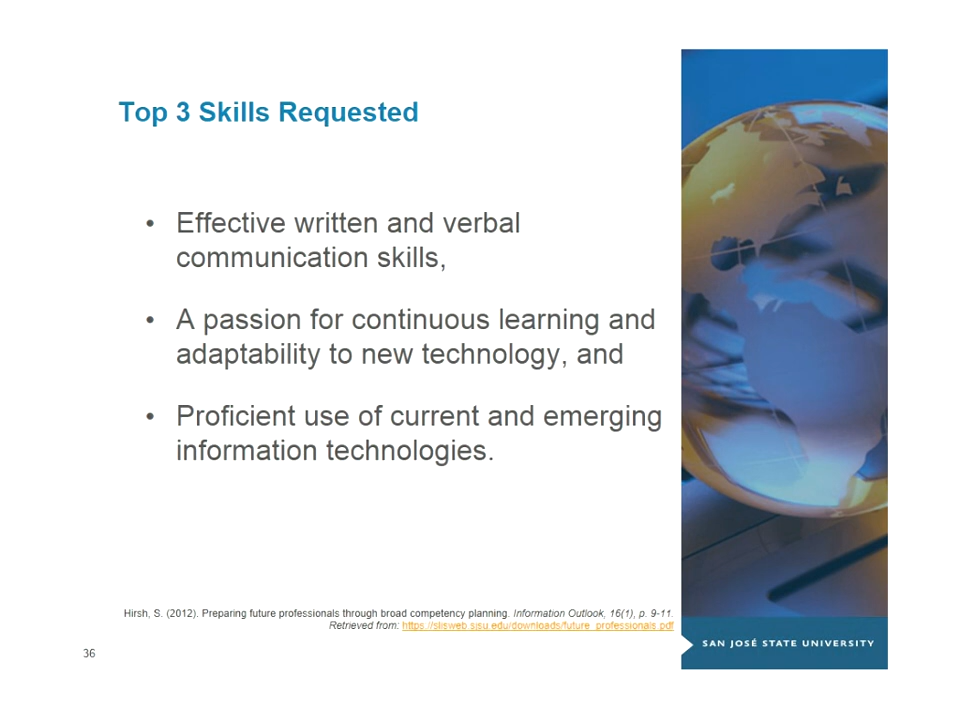 Top 3 Skills Requested
• Effective written and verbal
communication skills,
• A passion for continuous learning and
adaptability to new technology, and
• Proficient use of current and emerging
information technologies.
Hirsh, S. (2012). Preparing future professionals through broad competency planning. Information Outlook, 16(1), p. 9-11.
Retrieved from: https://slisweb.sjsu.edu/downloads/future_professionals.pdf
36
SAN JOSÉ STATE UNIVERSITY